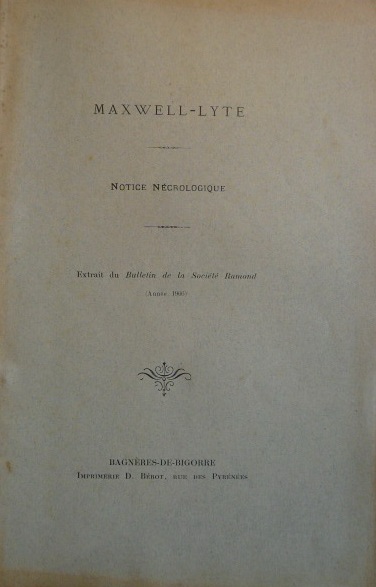 MAXWELL-LYTE
NOTICE NÉCROLOGIQUE
Extrait du Bulletin de la Société Ramond
(Année 1906)
BAGNÈRES-DE-BIGORRE
IMPRIMERIE D. BÉROT, RUE DES PYRÉNÉES